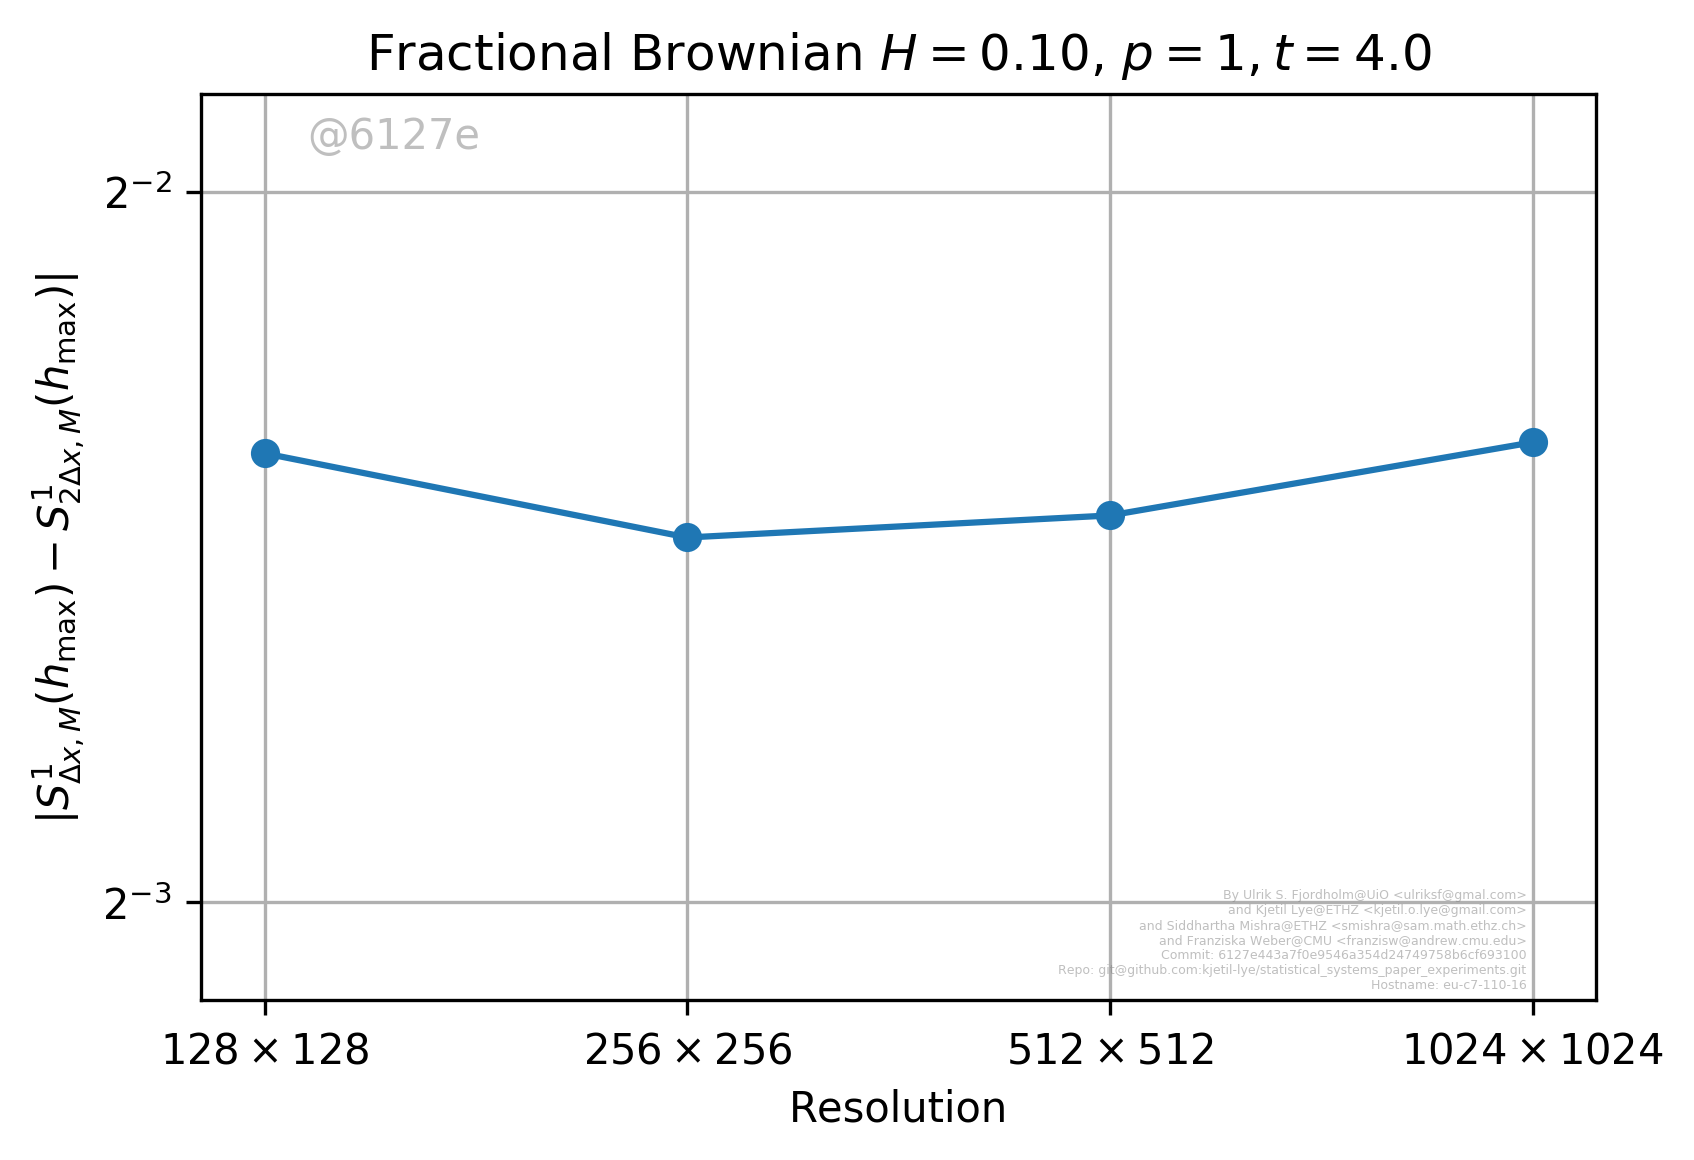 Fractional Brownian H = 0.10, p = 1, t = 4.0
@6127e
2⁻²
|S¹_{Δx, M}(h_max) − S¹_{2Δx, M}(h_max)|
2⁻³
By Ulrik S. Fjordholm@UiO <ulriksf@gmal.com>
and Kjetil Lye@ETHZ <kjetil.o.lye@gmail.com>
and Siddhartha Mishra@ETHZ <smishra@sam.math.ethz.ch>
and Franziska Weber@CMU <franzisw@andrew.cmu.edu>
Commit: 6127e443a7f0e9546a354d24749758b6cf693100
Repo: git@github.com:kjetil-lye/statistical_systems_paper_experiments.git
Hostname: eu-c7-110-16
128 × 128 256 × 256 512 × 512 1024 × 1024
Resolution